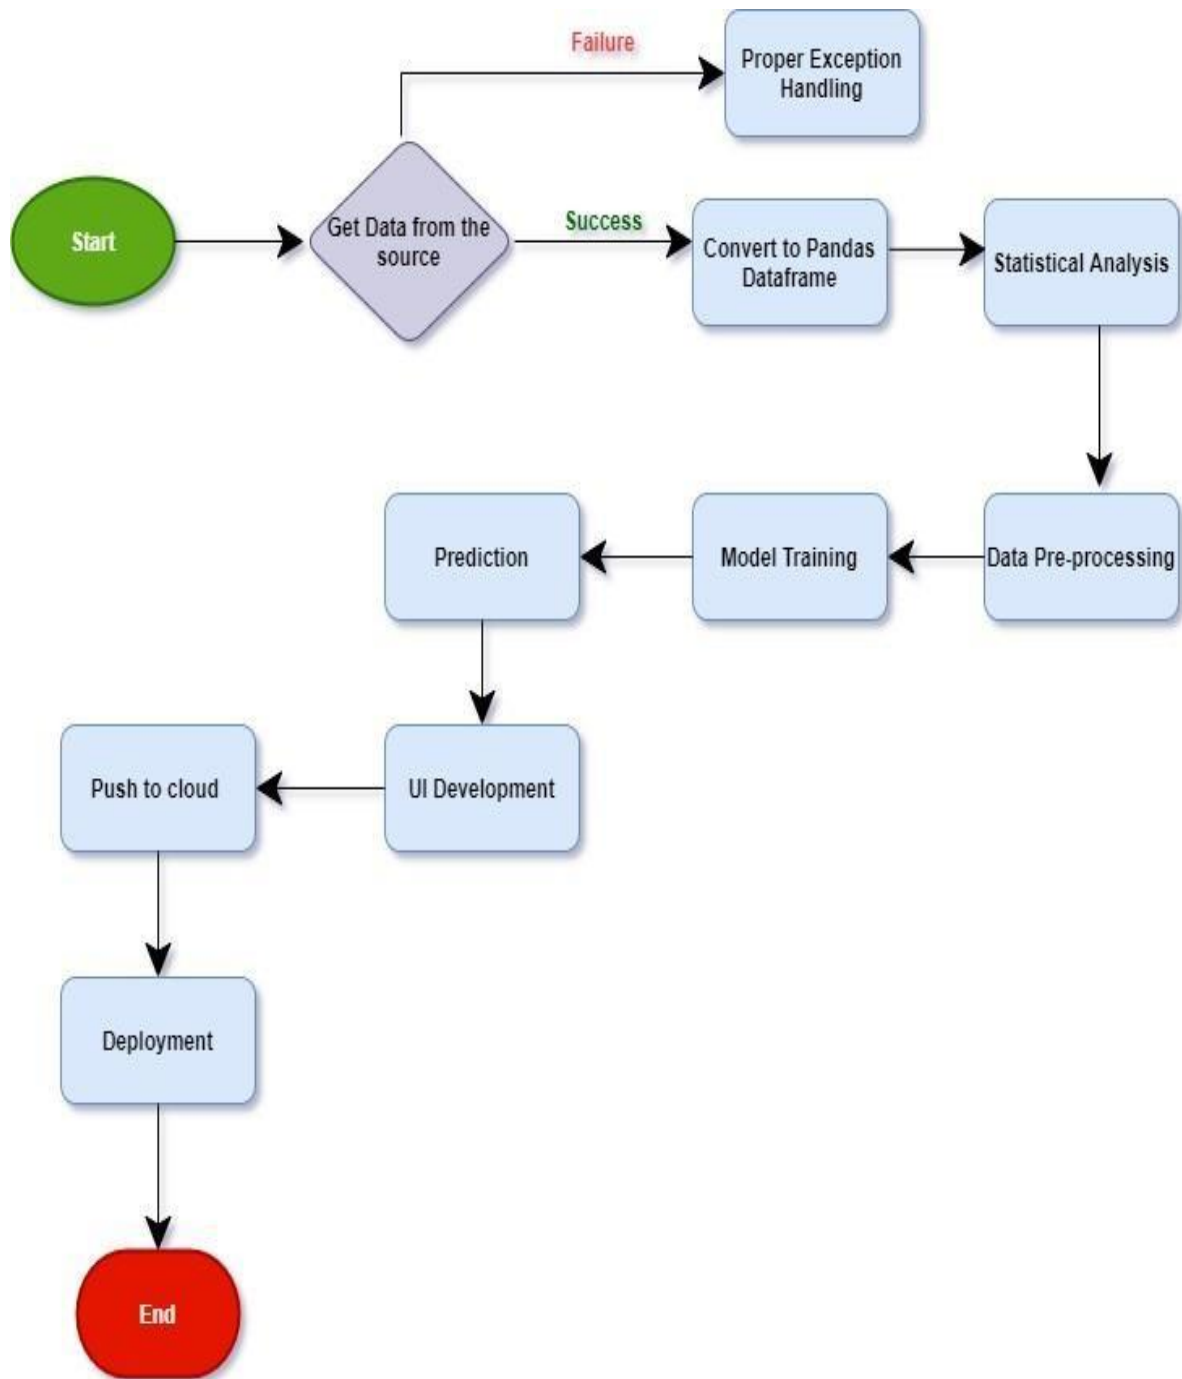 Failure
Proper Exception
Handling
Start
Get Data from the
source
Success
Convert to Pandas
Dataframe
Statistical Analysis
Prediction
Model Training
Data Pre-processing
Push to cloud
UI Development
Deployment
End